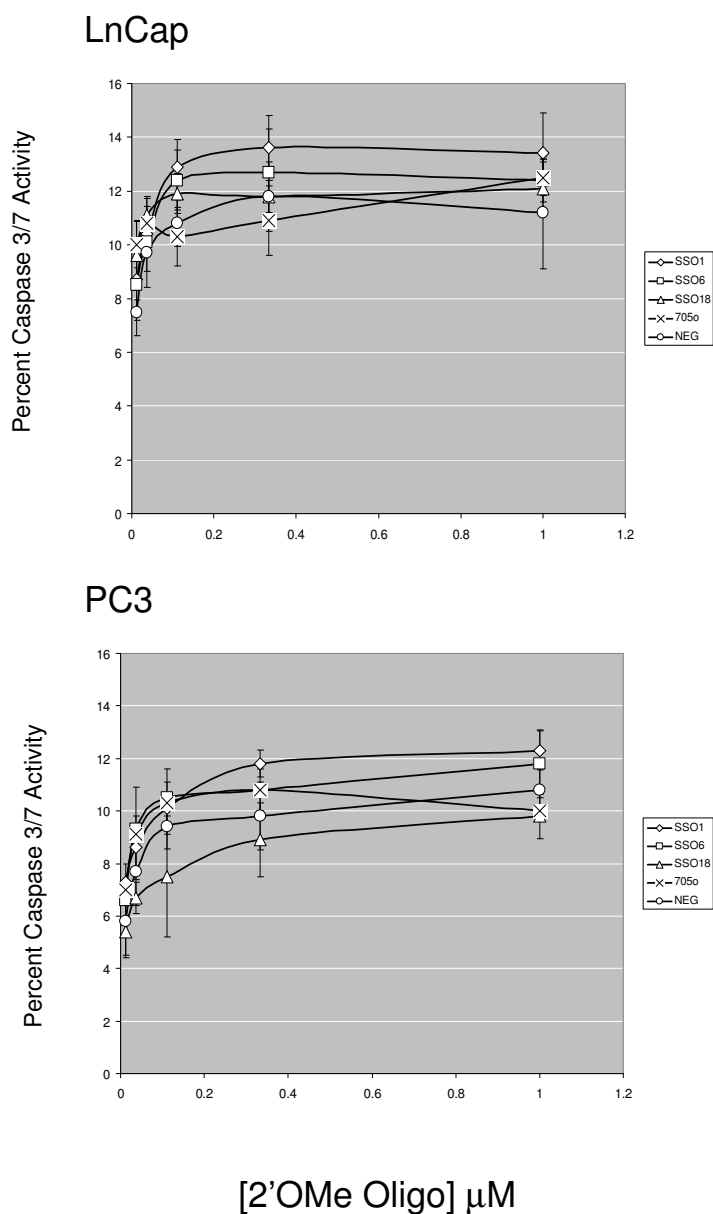 LnCap
Percent Caspase 3/7 Activity
16
14
12
10
8
6
4
2
0
0 0.2 0.4 0.6 0.8 1 1.2
SSO1
SSO6
SSO18
705o
NEG
PC3
Percent Caspase 3/7 Activity
16
14
12
10
8
6
4
2
0
0 0.2 0.4 0.6 0.8 1 1.2
SSO1
SSO6
SSO18
705o
NEG
[2'OMe Oligo] μM